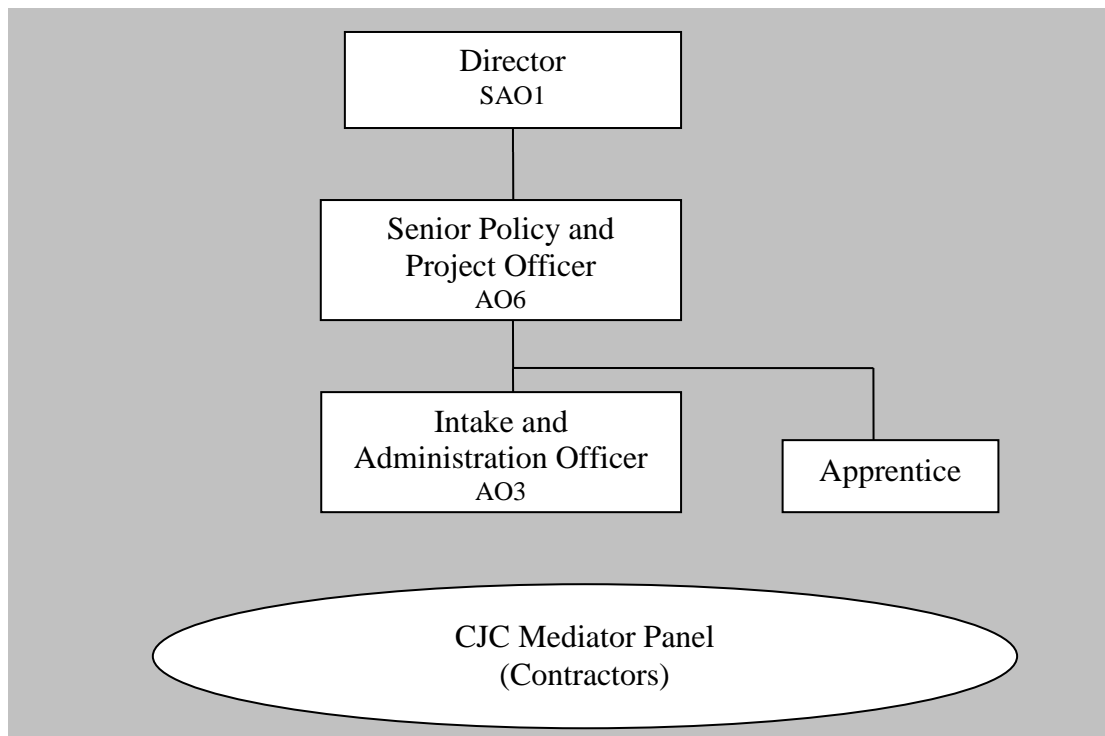 Director
SAO1
Senior Policy and
Project Officer
AO6
Intake and
Administration Officer
AO3
Apprentice
CJC Mediator Panel
(Contractors)